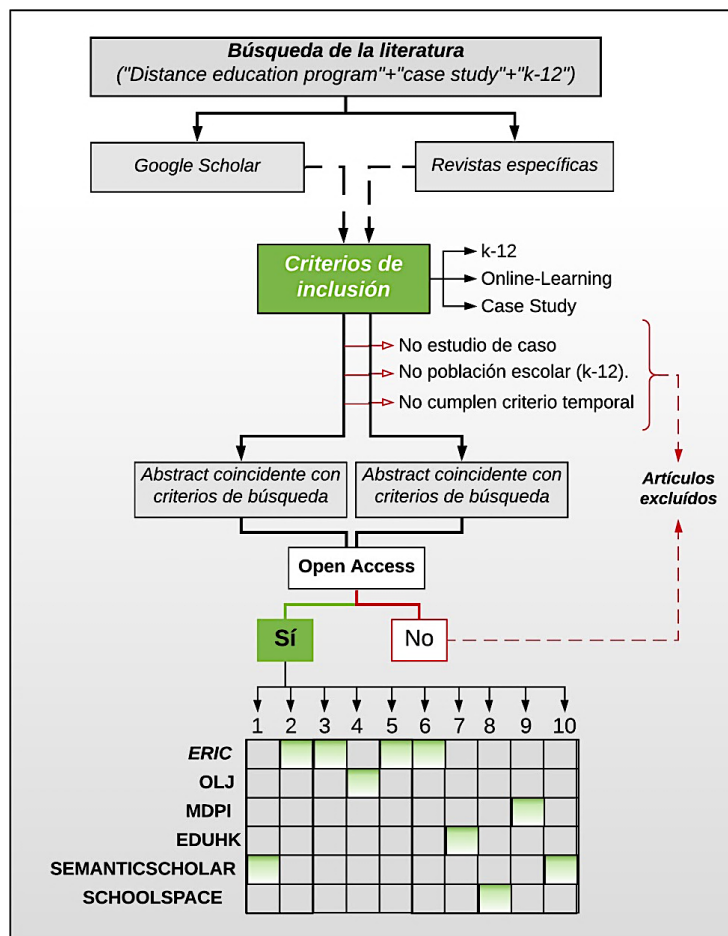 Búsqueda de la literatura
("Distance education program"+"case study"+"k-12")
Google Scholar
Revistas específicas
Criterios de
inclusión
k-12
Online-Learning
Case Study
No estudio de caso
No población escolar (k-12).
No cumplen criterio temporal
Abstract coincidente con
criterios de búsqueda
Abstract coincidente con
criterios de búsqueda
Artículos
excluídos
Open Access
Sí
No
1 2 3 4 5 6 7 8 9 10
ERIC
OLJ
MDPI
EDUHK
SEMANTICSCHOLAR
SCHOOLSPACE